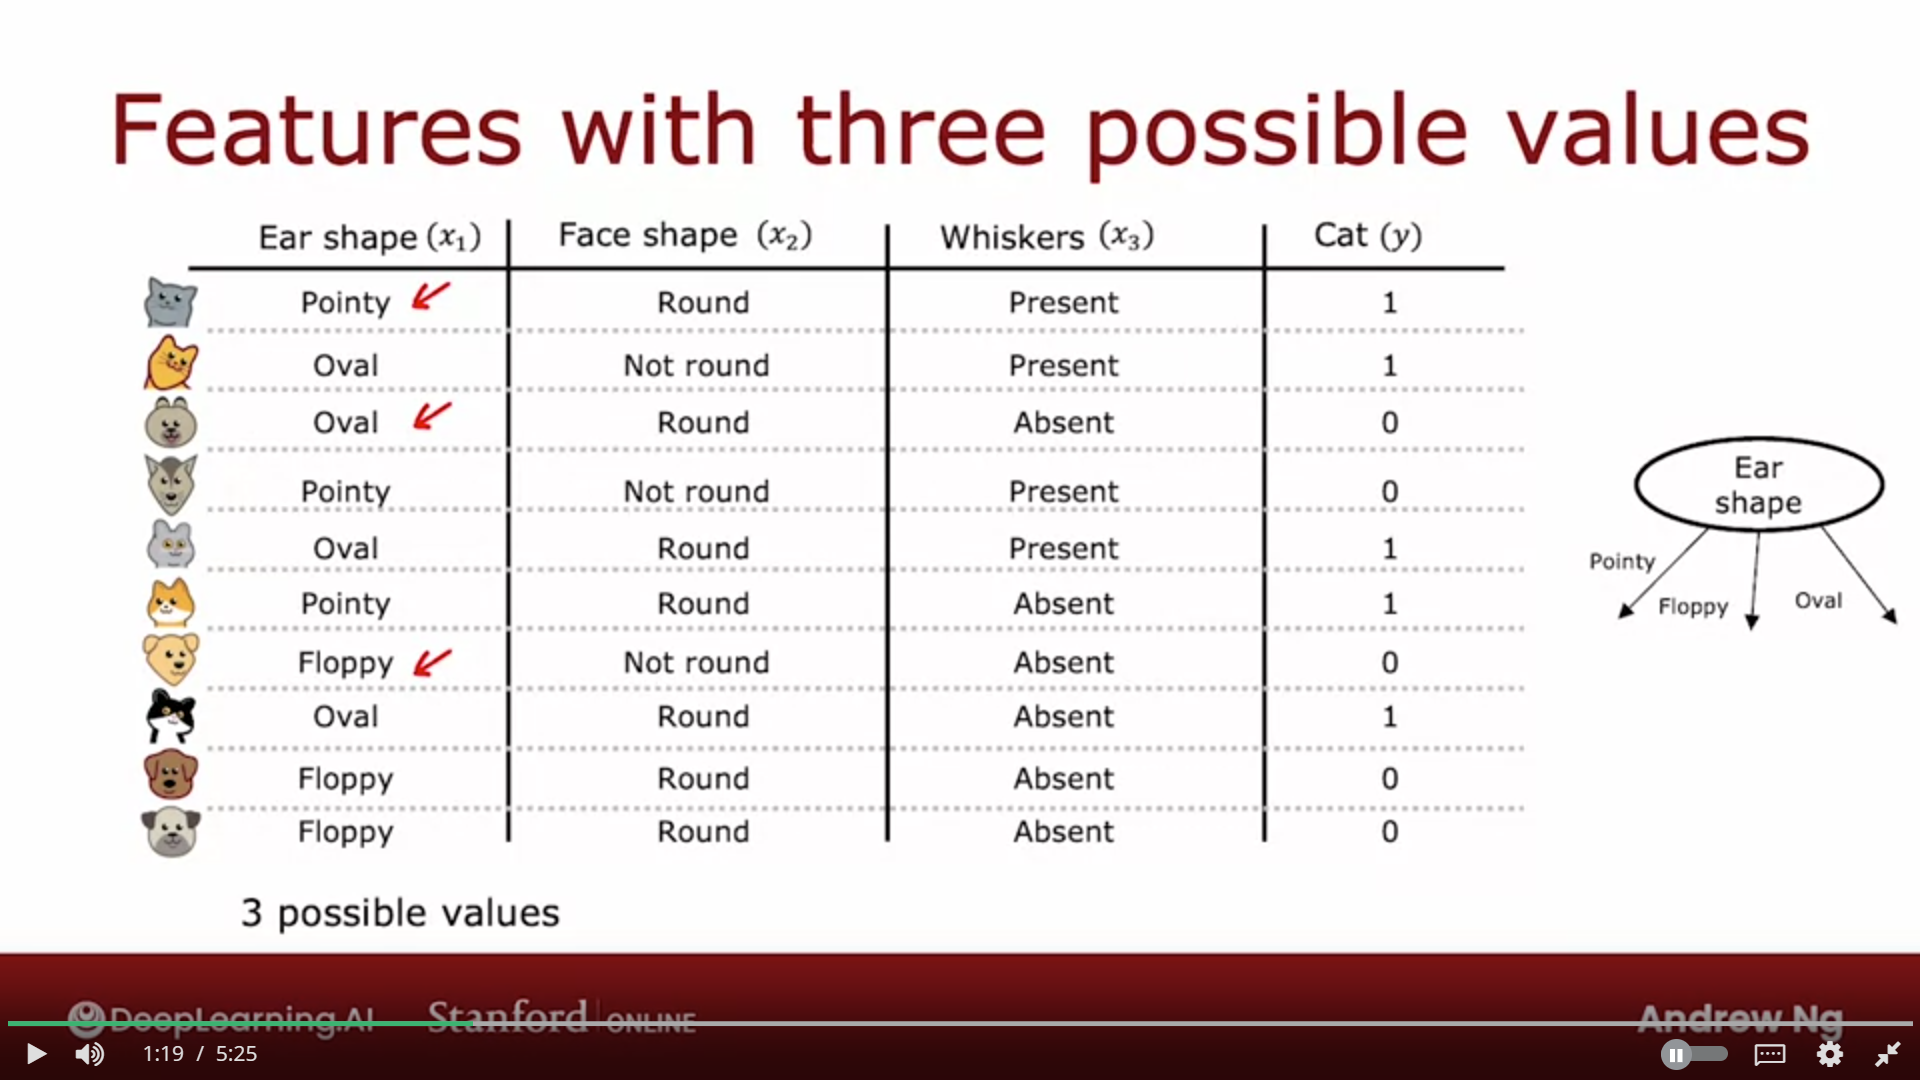 Features with three possible values
Ear shape (x₁) Face shape (x₂) Whiskers (x₃) Cat (y)
Pointy Round Present 1
Oval Not round Present 1
Oval Round Absent 0
Pointy Not round Present 0
Oval Round Present 1
Pointy Round Absent 1
Floppy Not round Absent 0
Oval Round Absent 1
Floppy Round Absent 0
Floppy Round Absent 0
3 possible values
Ear
shape
Pointy
Floppy
Oval
DeepLearning.AI Stanford ONLINE Andrew Ng
1:19 / 5:25